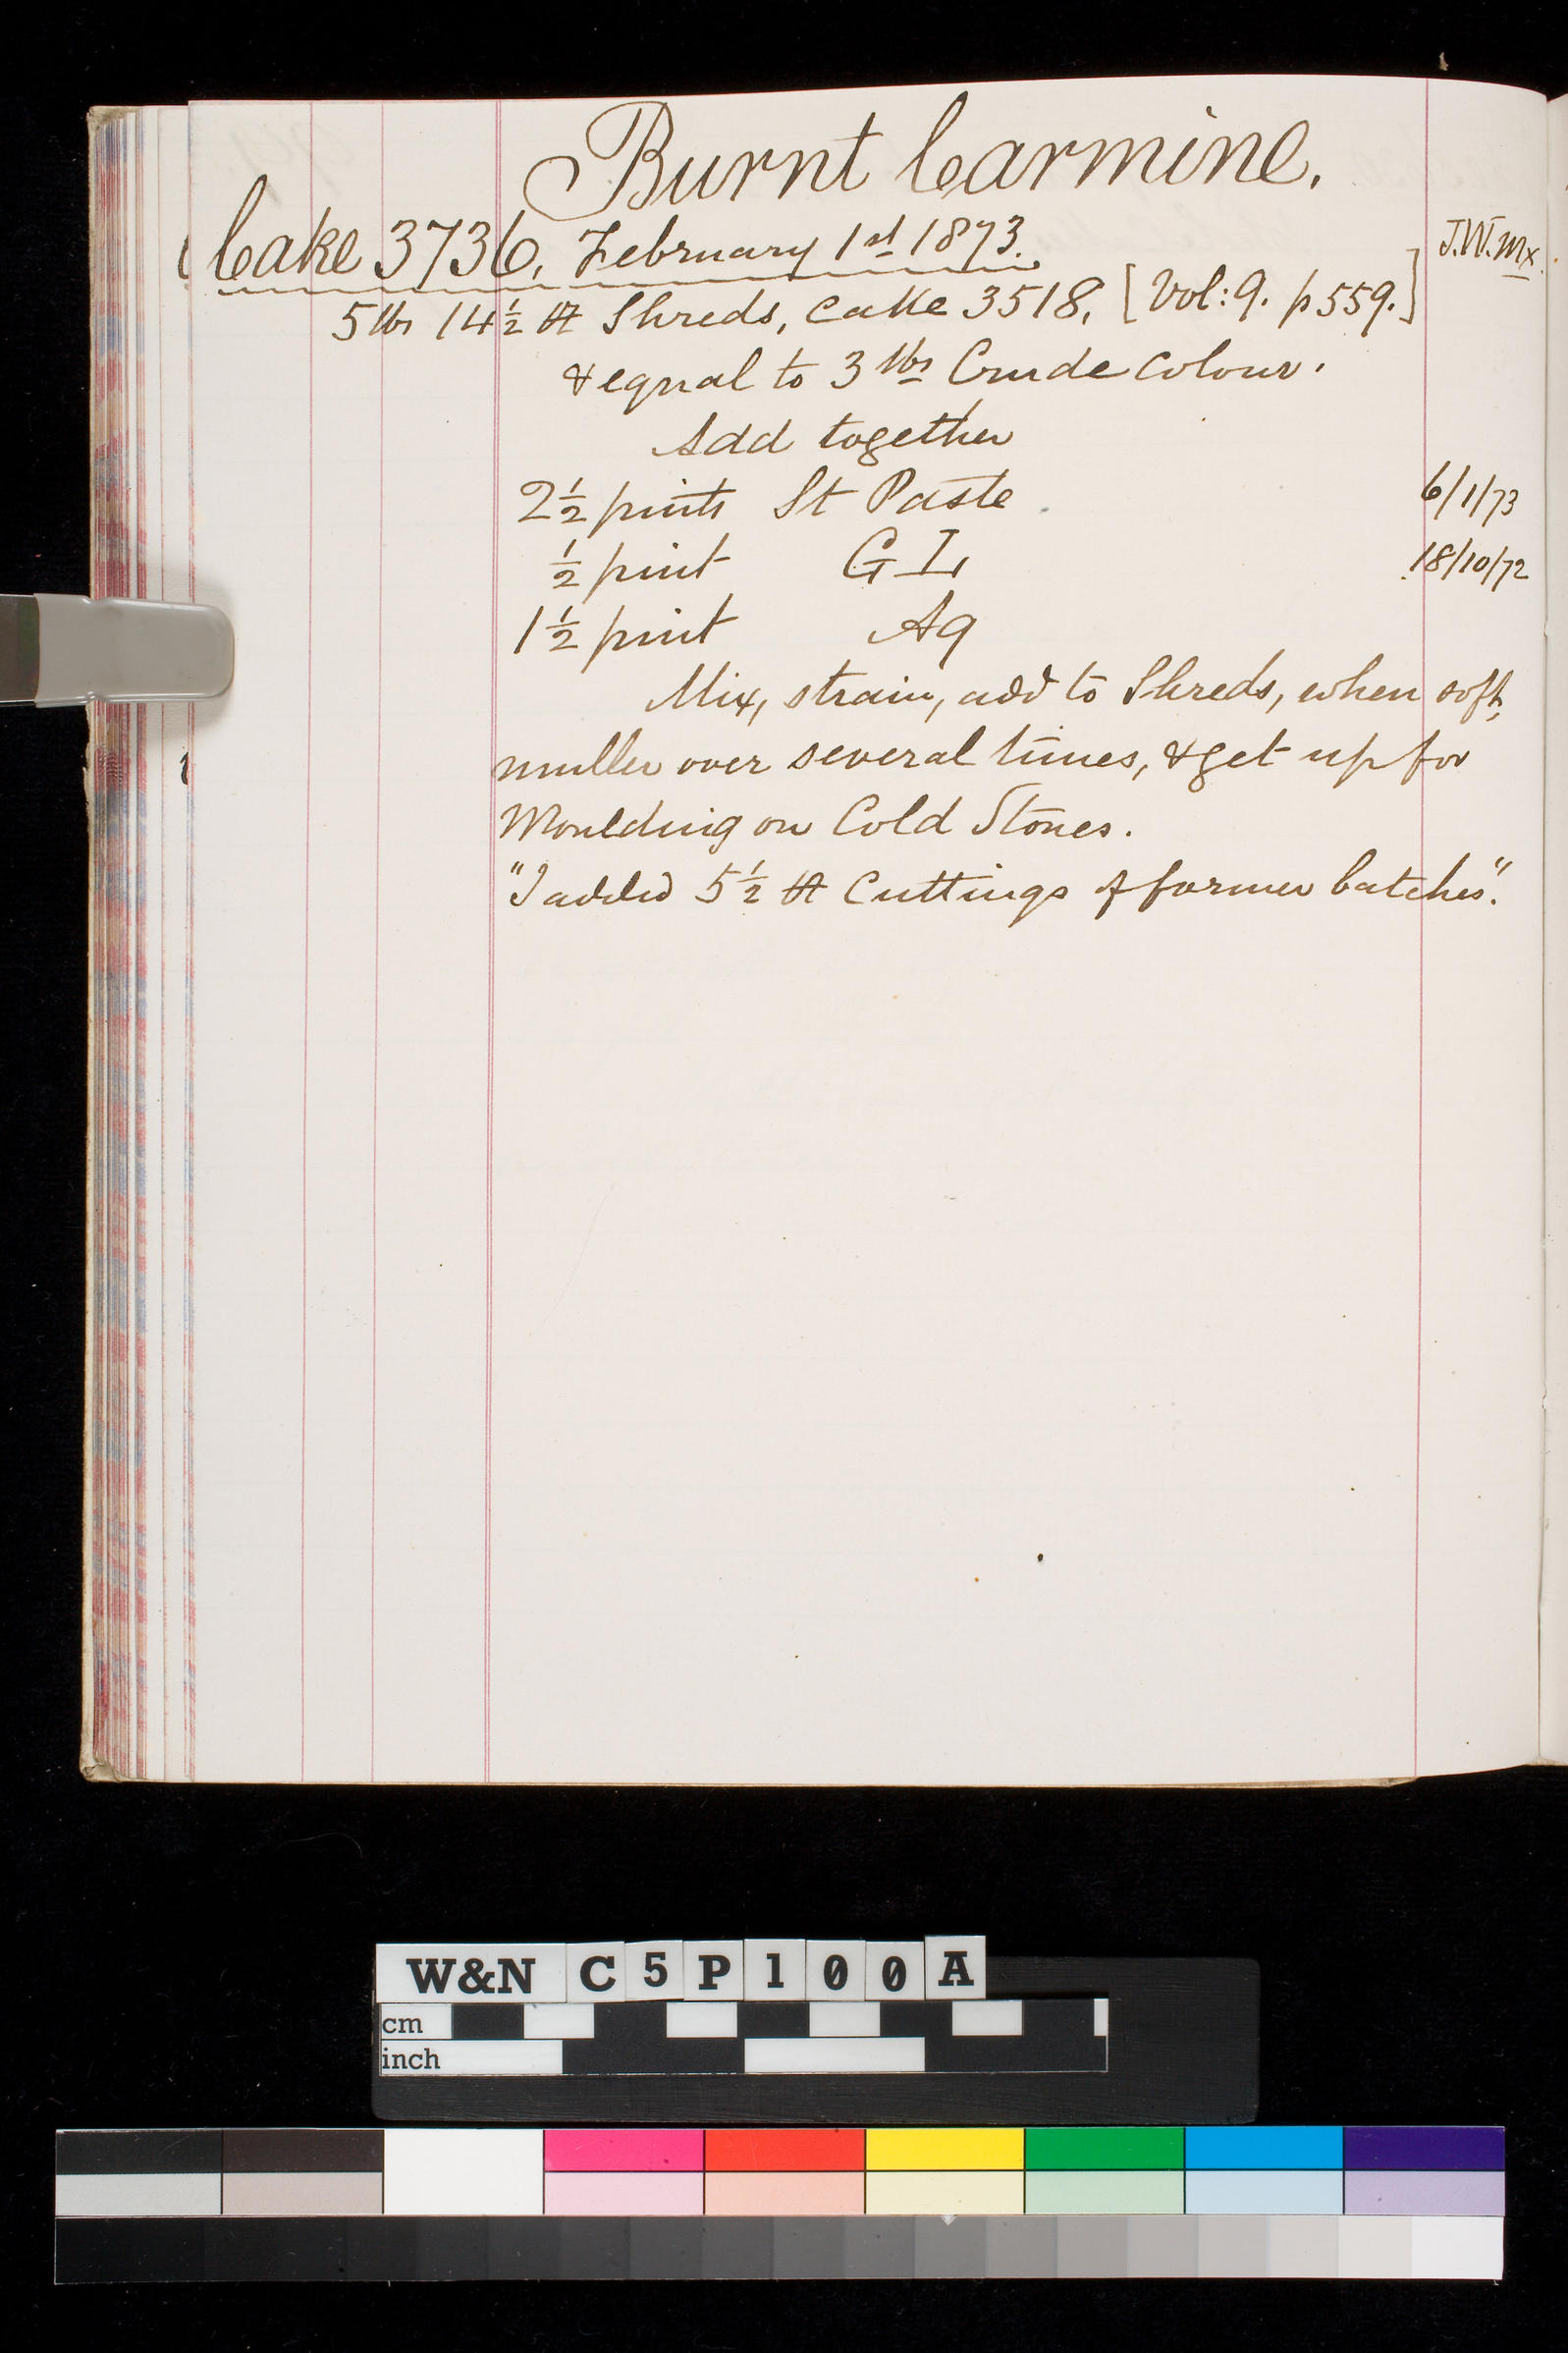 Burnt Carmine.
Cake 3736. February 1st 1873. J.W. Mx.
5 lbs 14½ Shreds, Cake 3518, [Vol: 9. p 559.]
& equal to 3 lbs Crude Colour.
Add together
2½ pints St Paste 6/1/73
½ pint GL 18/10/72
1½ pint Aq
Mix, strain, add to Shreds, when soft,
muller over several times, & get up for
Moulding on Cold Stones.
"I added 5½ Cuttings of former batches".
W&N C5P100A
cm
inch